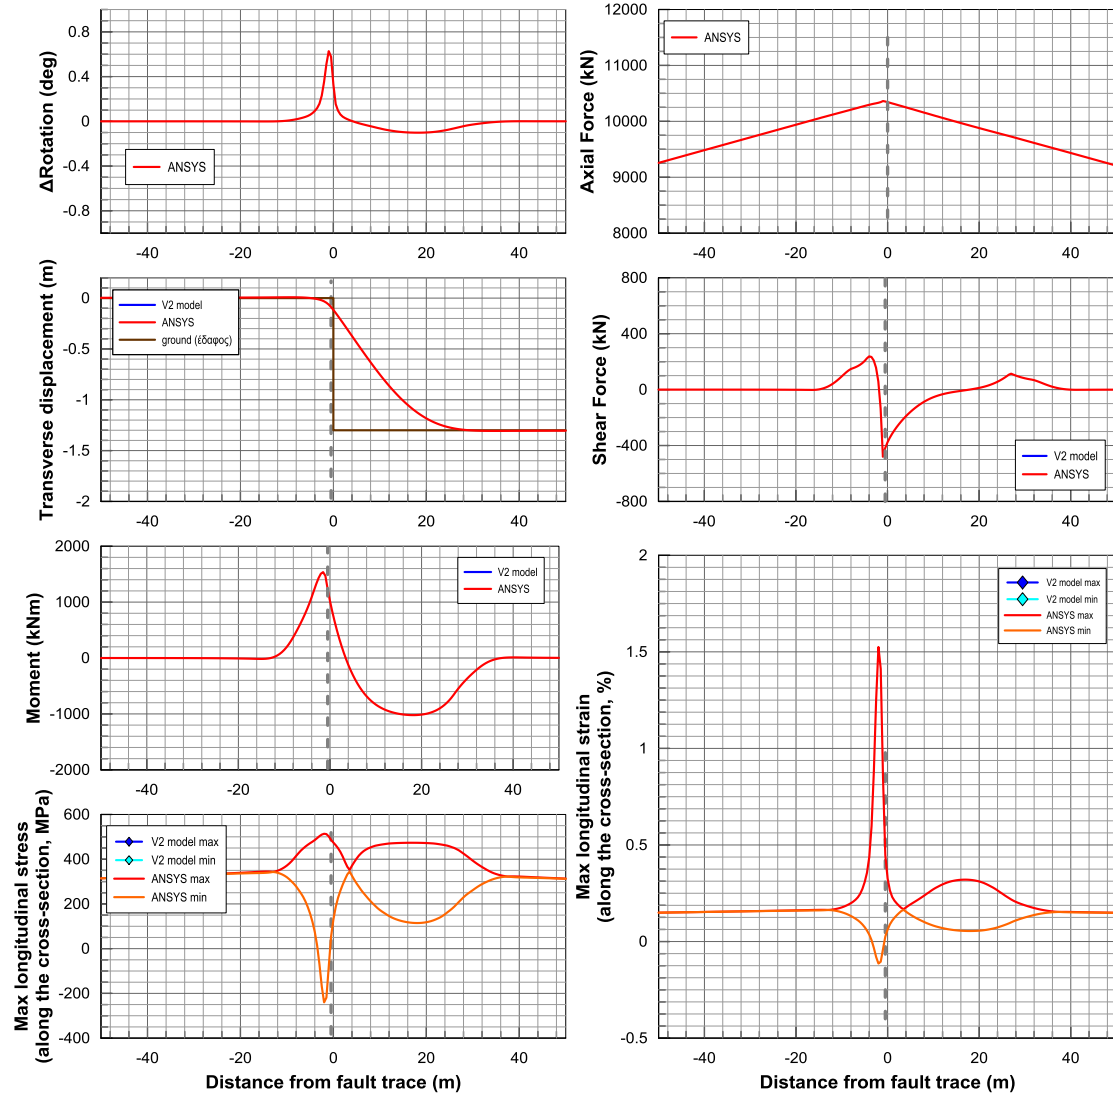 0.8
0.4
0
-0.4
-0.8
ΔRotation (deg)
ANSYS
-40
-20
0
20
40
12000
11000
10000
9000
8000
Axial Force (kN)
ANSYS
-40
-20
0
20
40
0
-0.5
-1
-1.5
-2
Transverse displacement (m)
V2 model
ANSYS
ground (έδαφος)
-40
-20
0
20
40
800
400
0
-400
-800
Shear Force (kN)
V2 model
ANSYS
-40
-20
0
20
40
2000
1000
0
-1000
-2000
Moment (kNm)
V2 model
ANSYS
-40
-20
0
20
40
600
400
200
0
-200
-400
Max longitudinal stress
(along the cross-section, MPa)
V2 model max
V2 model min
ANSYS max
ANSYS min
-40
-20
0
20
40
Distance from fault trace (m)
2
1.5
1
0.5
0
-0.5
Max longitudinal strain
(along the cross-section, %)
V2 model max
V2 model min
ANSYS max
ANSYS min
-40
-20
0
20
40
Distance from fault trace (m)